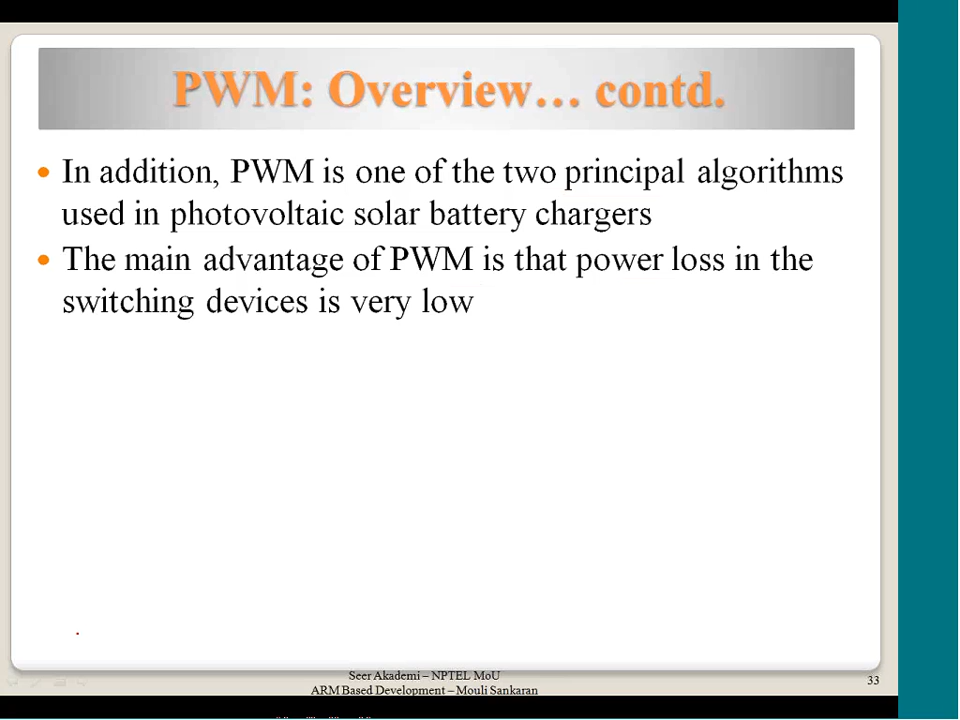 PWM: Overview… contd.
In addition, PWM is one of the two principal algorithms
used in photovoltaic solar battery chargers
The main advantage of PWM is that power loss in the
switching devices is very low
Seer Akademi – NPTEL MoU
ARM Based Development – Mouli Sankaran
33